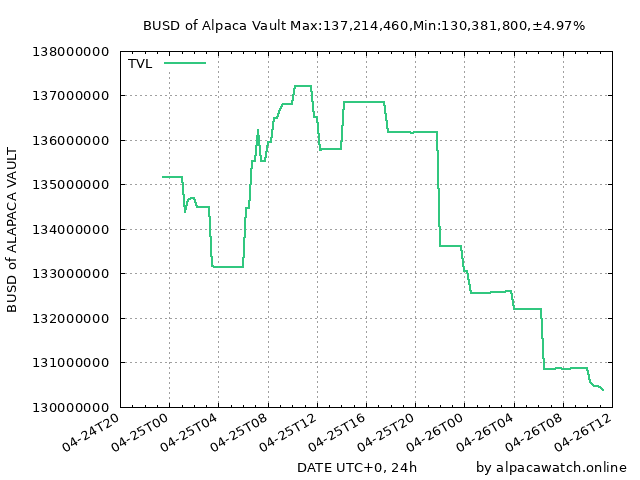 BUSD of Alpaca Vault Max:137,214,460,Min:130,381,800,±4.97%
TVL
138000000
137000000
136000000
135000000
134000000
133000000
132000000
131000000
130000000
BUSD of ALAPACA VAULT
04-24T20
04-25T00
04-25T04
04-25T08
04-25T12
04-25T16
04-25T20
04-26T00
04-26T04
04-26T08
04-26T12
DATE UTC+0, 24h
by alpacawatch.online